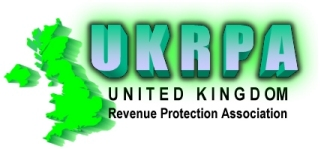 UKRPA
UNITED KINGDOM
Revenue Protection Association